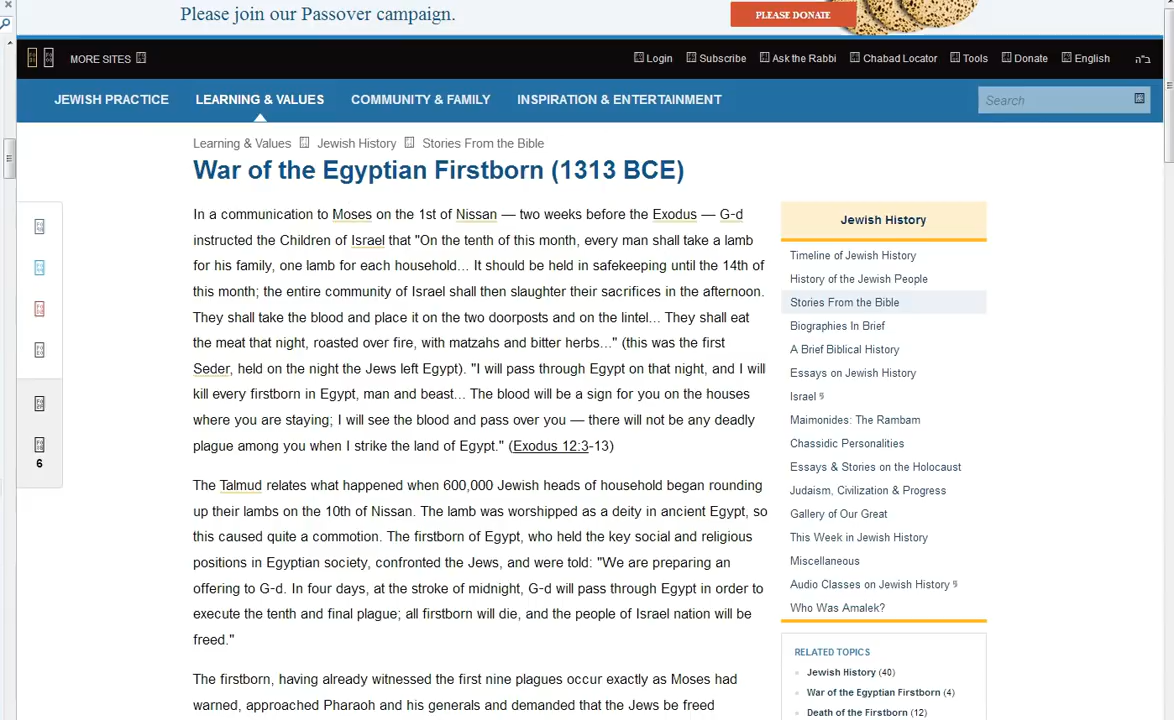 Please join our Passover campaign.
PLEASE DONATE
MORE SITES
Login
Subscribe
Ask the Rabbi
Chabad Locator
Tools
Donate
English
ב"ה
JEWISH PRACTICE
LEARNING & VALUES
COMMUNITY & FAMILY
INSPIRATION & ENTERTAINMENT
Search
Learning & Values
Jewish History
Stories From the Bible
War of the Egyptian Firstborn (1313 BCE)
In a communication to Moses on the 1st of Nissan — two weeks before the Exodus — G-d
instructed the Children of Israel that "On the tenth of this month, every man shall take a lamb
for his family, one lamb for each household... It should be held in safekeeping until the 14th of
this month; the entire community of Israel shall then slaughter their sacrifices in the afternoon.
They shall take the blood and place it on the two doorposts and on the lintel... They shall eat
the meat that night, roasted over fire, with matzahs and bitter herbs..." (this was the first
Seder, held on the night the Jews left Egypt). "I will pass through Egypt on that night, and I will
kill every firstborn in Egypt, man and beast... The blood will be a sign for you on the houses
where you are staying; I will see the blood and pass over you — there will not be any deadly
plague among you when I strike the land of Egypt." (Exodus 12:3-13)
The Talmud relates what happened when 600,000 Jewish heads of household began rounding
up their lambs on the 10th of Nissan. The lamb was worshipped as a deity in ancient Egypt, so
this caused quite a commotion. The firstborn of Egypt, who held the key social and religious
positions in Egyptian society, confronted the Jews, and were told: "We are preparing an
offering to G-d. In four days, at the stroke of midnight, G-d will pass through Egypt in order to
execute the tenth and final plague; all firstborn will die, and the people of Israel nation will be
freed."
The firstborn, having already witnessed the first nine plagues occur exactly as Moses had
warned, approached Pharaoh and his generals and demanded that the Jews be freed
6
Jewish History
Timeline of Jewish History
History of the Jewish People
Stories From the Bible
Biographies In Brief
A Brief Biblical History
Essays on Jewish History
Israel
Maimonides: The Rambam
Chassidic Personalities
Essays & Stories on the Holocaust
Judaism, Civilization & Progress
Gallery of Our Great
This Week in Jewish History
Miscellaneous
Audio Classes on Jewish History
Who Was Amalek?
RELATED TOPICS
Jewish History (40)
War of the Egyptian Firstborn (4)
Death of the Firstborn (12)